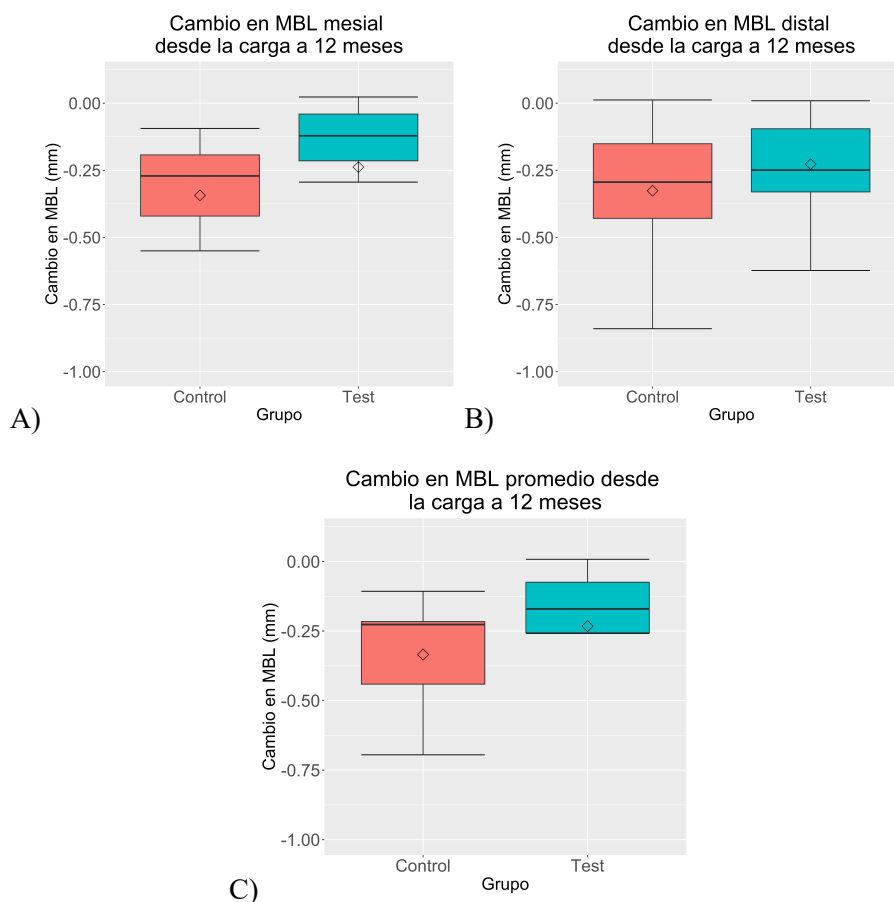 Cambio en MBL mesial
desde la carga a 12 meses
Cambio en MBL (mm)
0.00
-0.25
-0.50
-0.75
-1.00
Control
Test
Grupo
A)
Cambio en MBL distal
desde la carga a 12 meses
Cambio en MBL (mm)
0.00
-0.25
-0.50
-0.75
-1.00
Control
Test
Grupo
B)
Cambio en MBL promedio desde
la carga a 12 meses
Cambio en MBL (mm)
0.00
-0.25
-0.50
-0.75
-1.00
Control
Test
Grupo
C)